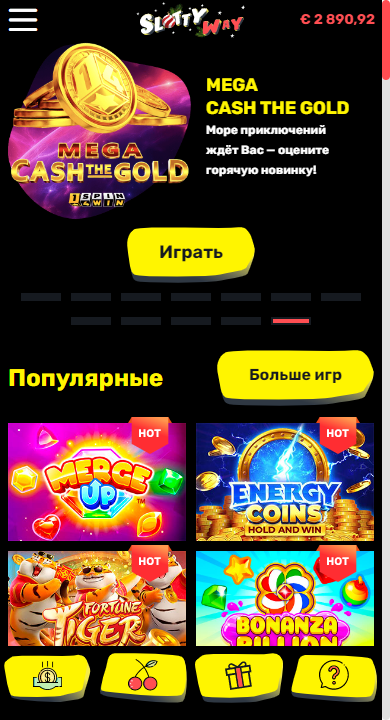 SLOTTY WAY
€ 2 890,92
MEGA
CASH THE GOLD
1SPIN
4WIN
MEGA
CASH THE GOLD
Море приключений
ждёт Вас — оцените
горячую новинку!
Играть
Популярные
Больше игр
HOT
MERGE
UP™
HOT
ENERGY
COINS
HOLD AND WIN
HOT
FORTUNE
TIGER
HOT
BONANZA
BILLION